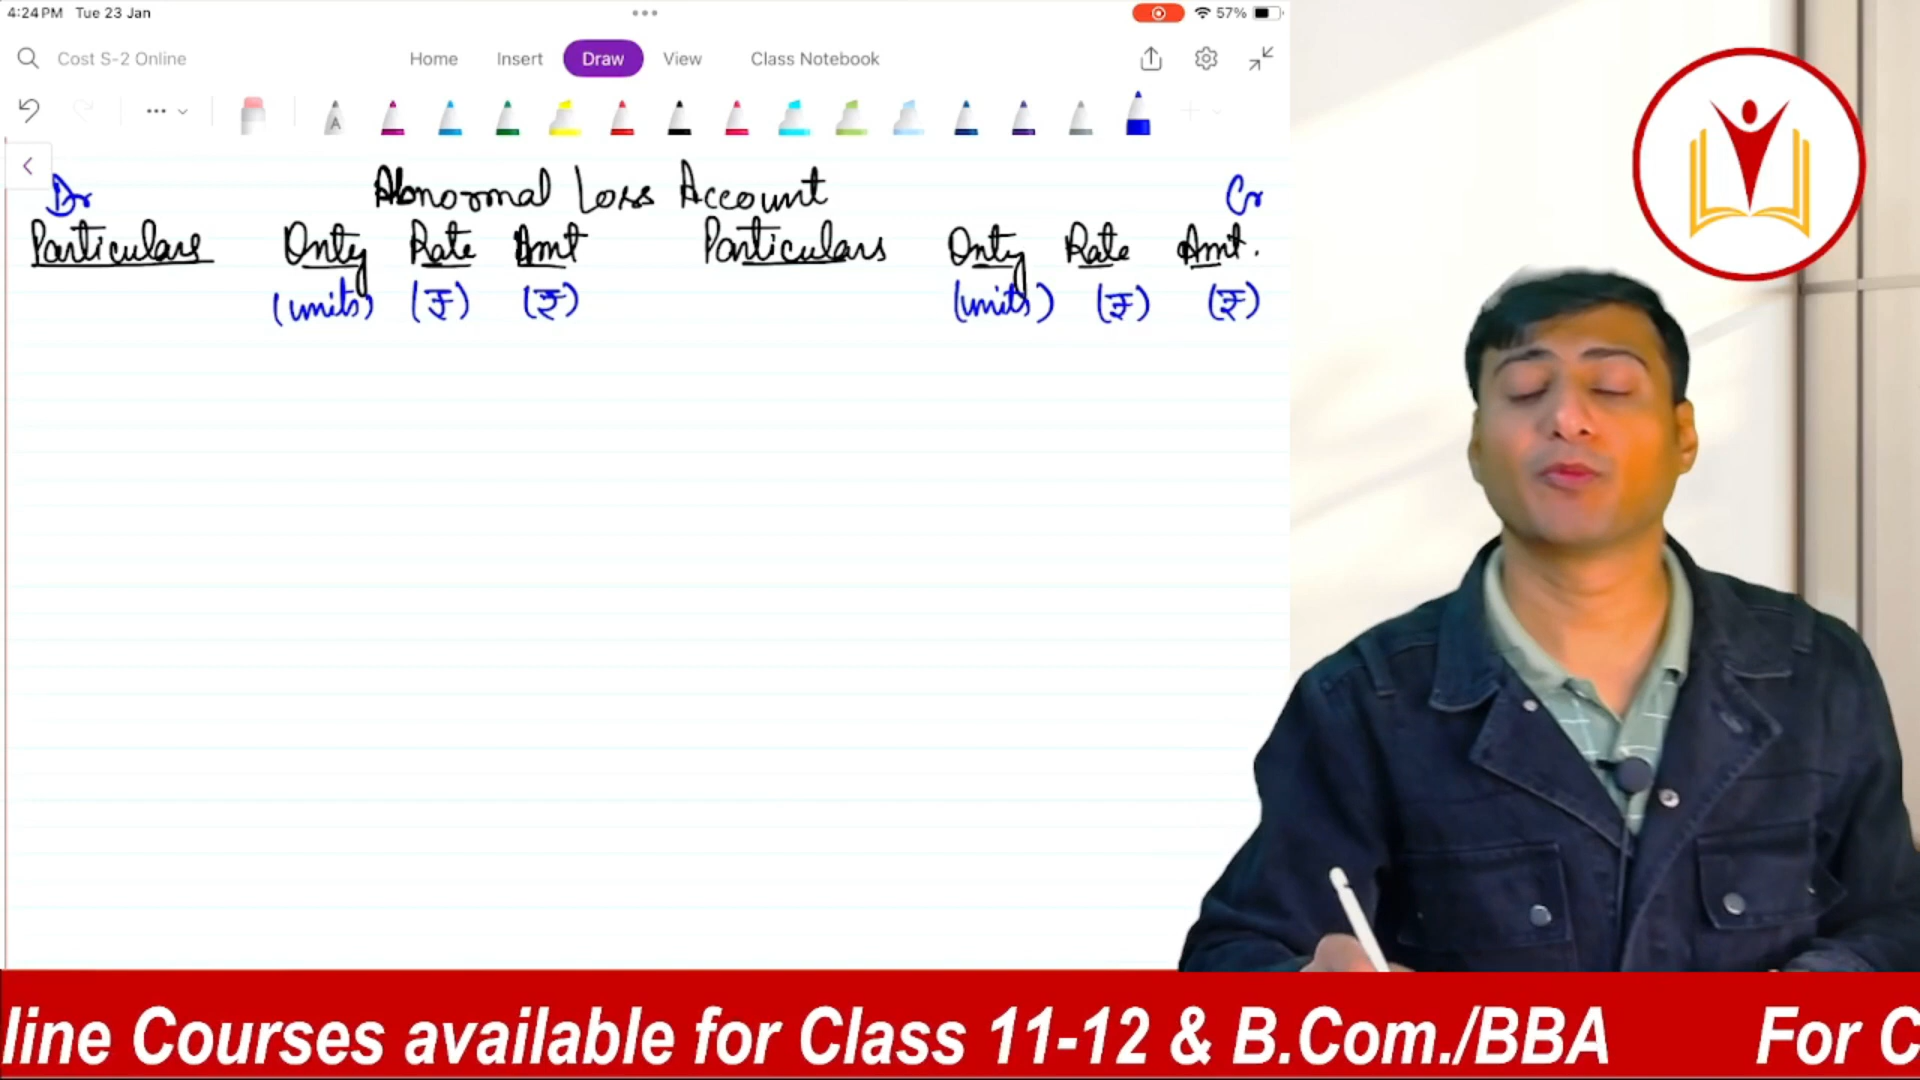 4:24 PM Tue 23 Jan
57%
Cost S-2 Online
Home Insert Draw View Class Notebook
A
Dr Abnormal Loss Account Cr
Particulars Qnty Rate Amt Particulars Qnty Rate Amt.
(units) (₹) (₹) (units) (₹) (₹)
line Courses available for Class 11-12 & B.Com./BBA For C